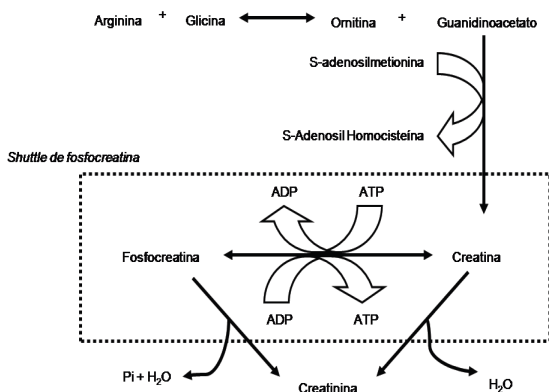 Arginina + Glicina Ornitina + Guanidinoacetato
S-adenosilmetionina
S-Adenosil Homocisteína
Shuttle de fosfocreatina
ADP ATP
Fosfocreatina Creatina
ADP ATP
Pi + H₂O Creatinina H₂O